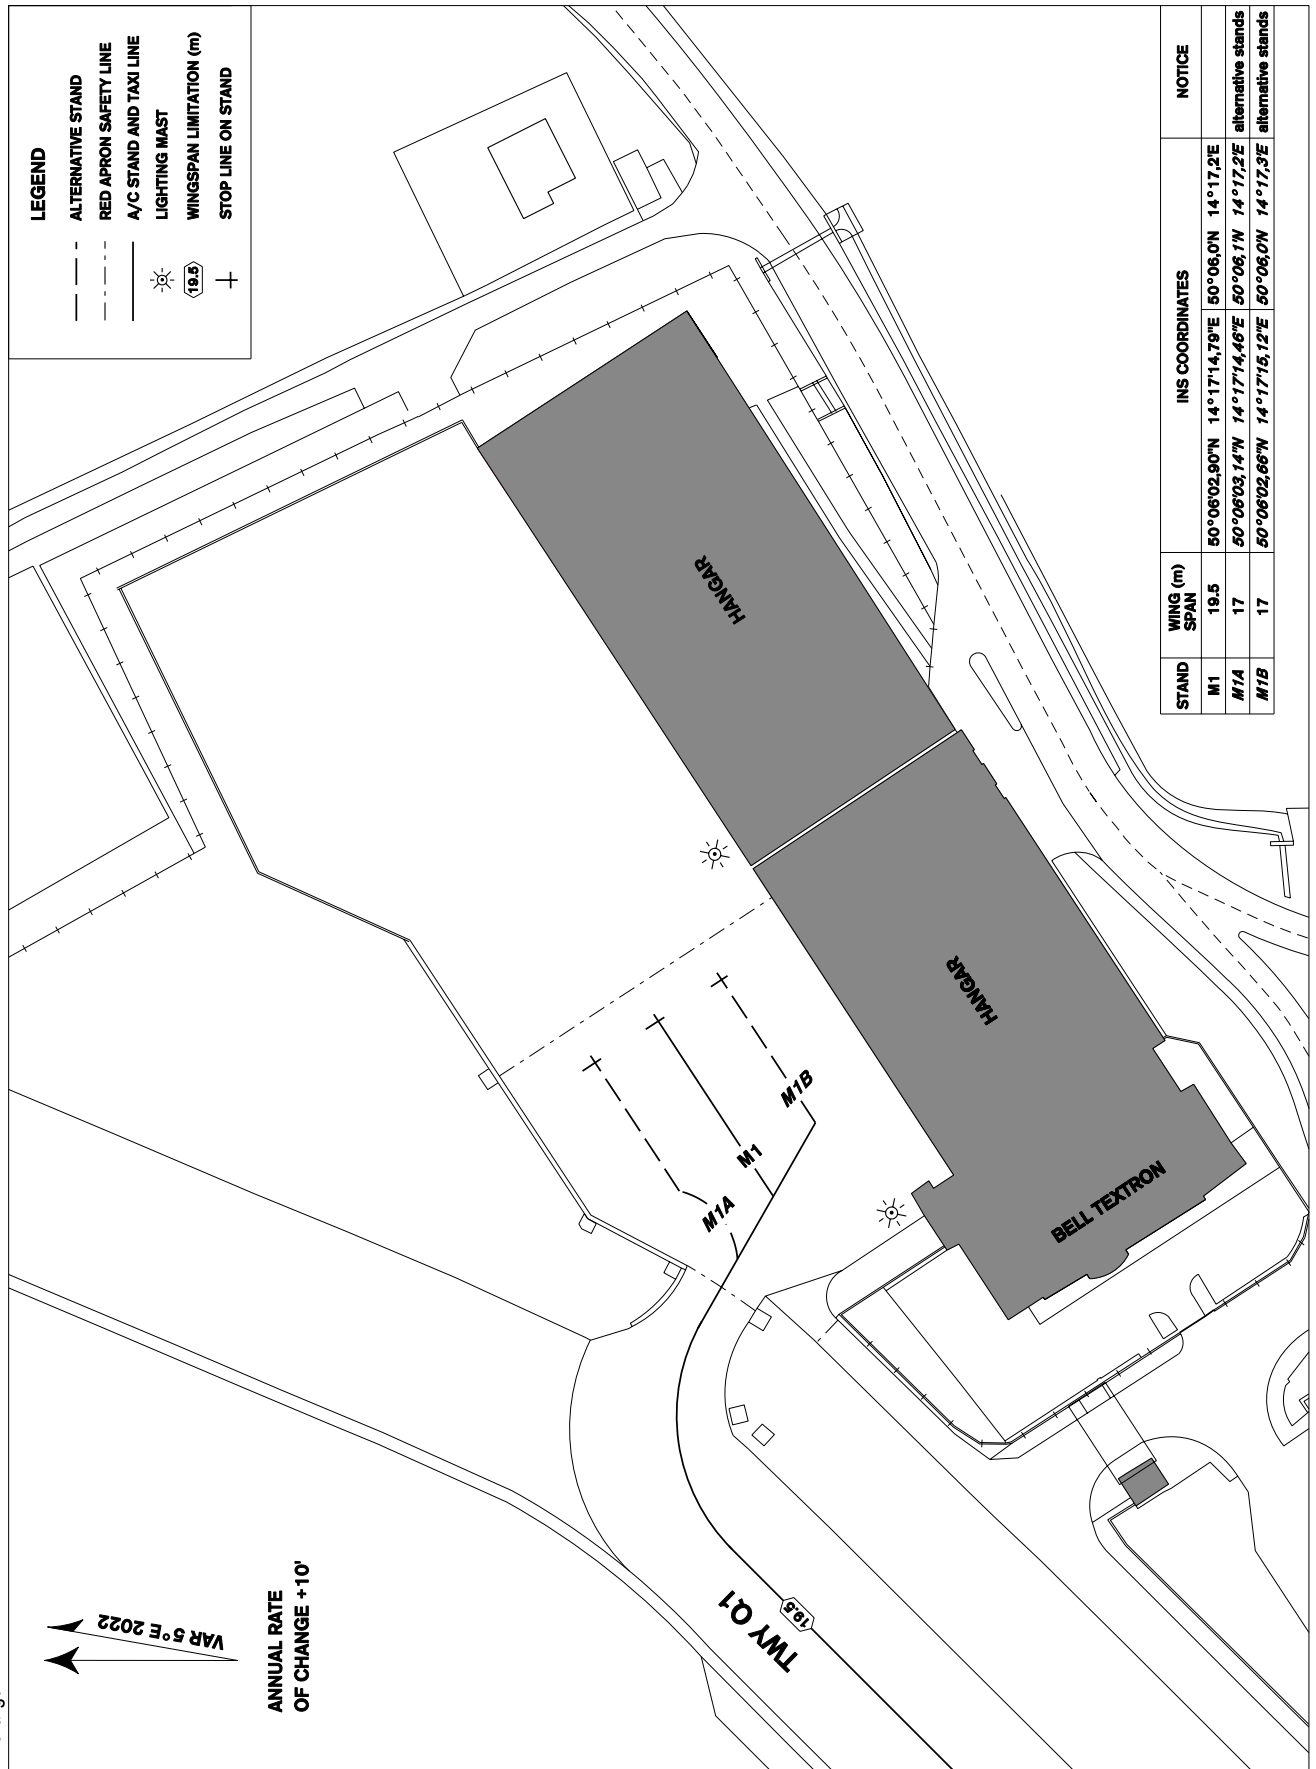 LEGEND
ALTERNATIVE STAND
RED APRON SAFETY LINE
A/C STAND AND TAXI LINE
LIGHTING MAST
19.5 WINGSPAN LIMITATION (m)
STOP LINE ON STAND
HANGAR
HANGAR
BELL TEXTRON
M1A
M1
M1B
TWY Q1
19.5
VAR 5°E 2022
ANNUAL RATE
OF CHANGE +10'
STAND WING (m) SPAN INS COORDINATES NOTICE
M1 19.5 50°06'02,90"N 14°17'14,79"E 50°06,0'N 14°17,2'E
M1A 17 50°06'03,14"N 14°17'14,46"E 50°06,1'N 14°17,2'E alternative stands
M1B 17 50°06'02,66"N 14°17'15,12"E 50°06,0'N 14°17,3'E alternative stands